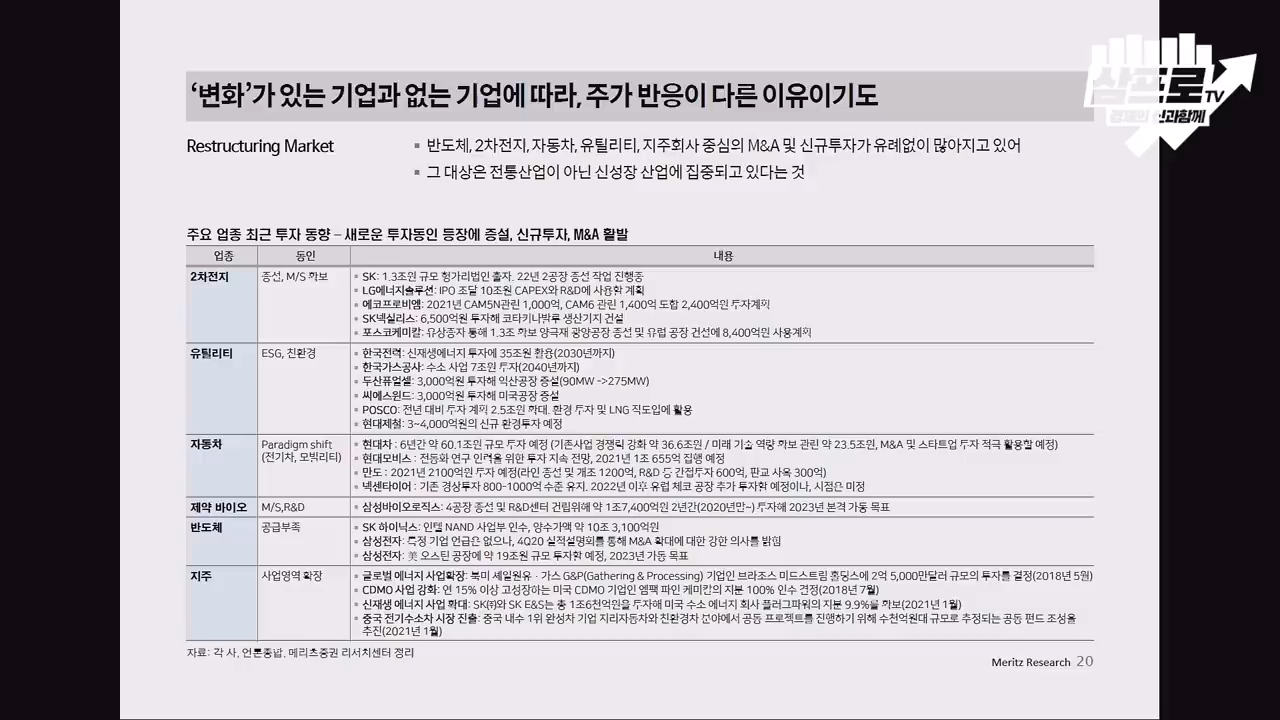 삼프로TV
경제의 신과함께
'변화'가 있는 기업과 없는 기업에 따라, 주가 반응이 다른 이유이기도
Restructuring Market
▪ 반도체, 2차전지, 자동차, 유틸리티, 지주회사 중심의 M&A 및 신규투자가 유례없이 많아지고 있어
▪ 그 대상은 전통산업이 아닌 신성장 산업에 집중되고 있다는 것
주요 업종 최근 투자 동향 – 새로운 투자동인 등장에 증설, 신규투자, M&A 활발
업종 동인 내용
2차전지 증선, M/S 확보
▪ SK: 1.3조원 규모 헝가리법인 출자. 22년 2공장 증선 작업 진행중
▪ LG에너지솔루션: IPO 조달 10조원 CAPEX와 R&D에 사용할 계획
▪ 에코프로비엠: 2021년 CAM5N관련 1,000억, CAM6 관련 1,400억 도합 2,400억원 투자계획
▪ SK넥실리스: 6,500억원 투자해 코타키나발루 생산기지 건설
▪ 포스코케미칼: 유상증자 통해 1.3조 확보 양극재 광양공장 증선 및 유럽 공장 건설에 8,400억원 사용계획
유틸리티 ESG, 친환경
▪ 한국전력: 신재생에너지 투자에 35조원 활용(2030년까지)
▪ 한국가스공사: 수소 사업 7조원 투자(2040년까지)
▪ 두산퓨얼셀: 3,000억원 투자해 익산공장 증설(90MW ->275MW)
▪ 씨에스윈드: 3,000억원 투자해 미국공장 증설
▪ POSCO: 전년 대비 투자 계획 2.5조원 확대. 환경 투자 및 LNG 직도입에 활용
▪ 현대제철: 3~4,000억원의 신규 환경투자 예정
자동차 Paradigm shift
(전기차, 모빌리티)
▪ 현대차 : 6년간 약 60.1조원 규모 투자 예정 (기존사업 경쟁력 강화 약 36.6조원 / 미래 기술 역량 확보 관련 약 23.5조원, M&A 및 스타트업 투자 적극 활용할 예정)
▪ 현대모비스 : 전동화 연구 인력을 위한 투자 지속 전망, 2021년 1조 655억 집행 예정
▪ 만도 : 2021년 2100억원 투자 예정(라인 증선 및 개조 1200억, R&D 등 간접투자 600억, 판교 사옥 300억)
▪ 넥센타이어 : 기존 경상투자 800-1000억 수준 유지. 2022년 이후 유럽 체코 공장 추가 투자할 예정이나, 시점은 미정
제약 바이오 M/S,R&D
▪ 삼성바이오로직스: 4공장 증선 및 R&D센터 건립위해 약 1조7,400억원 2년간(2020년만~) 투자해 2023년 본격 가동 목표
반도체 공급부족
▪ SK 하이닉스: 인텔 NAND 사업부 인수, 양수가액 약 10조 3,100억원
▪ 삼성전자: 특정 기업 언급은 없으나, 4Q20 실적설명회를 통해 M&A 확대에 대한 강한 의사를 밝힘
▪ 삼성전자: 美 오스틴 공장에 약 19조원 규모 투자할 예정, 2023년 가동 목표
지주 사업영역 확장
▪ 글로벌 에너지 사업확장: 북미 셰일원유 · 가스 G&P(Gathering & Processing) 기업인 브라조스 미드스트림 홀딩스에 2억 5,000만달러 규모의 투자를 결정(2018년 5월)
▪ CDMO 사업 강화: 연 15% 이상 고성장하는 미국 CDMO 기업인 엠팩 파인 케미칼의 지분 100% 인수 결정(2018년 7월)
▪ 신재생 에너지 사업 확대: SK㈜와 SK E&S는 총 1조6천억원을 투자해 미국 수소 에너지 회사 플러그파워의 지분 9.9%를 확보(2021년 1월)
▪ 중국 전기수소차 시장 진출: 중국 내수 1위 완성차 기업 지리자동차와 친환경차 분야에서 공동 프로젝트를 진행하기 위해 수천억원대 규모로 추정되는 공동 펀드 조성을
추진(2021년 1월)
자료: 각 사, 언론종합, 메리츠증권 리서치센터 정리
Meritz Research 20